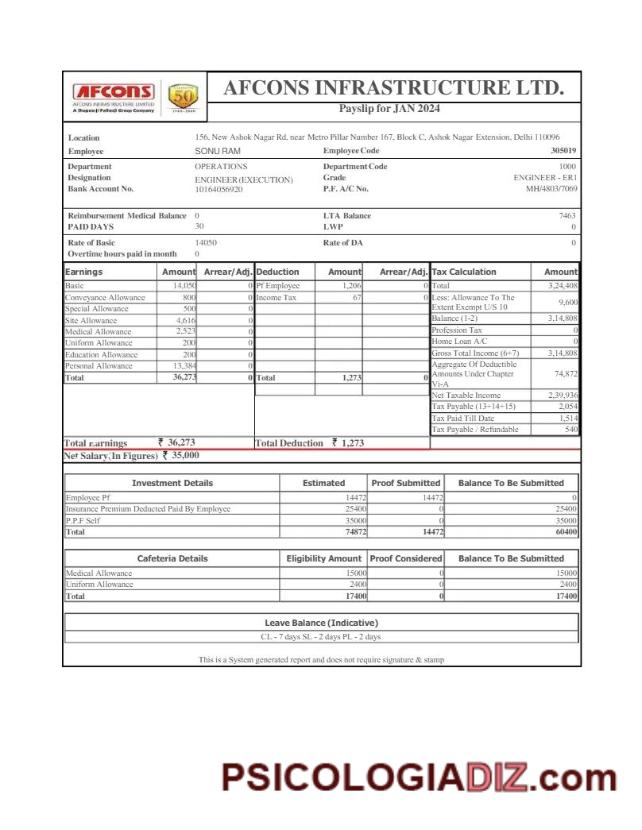 AFCONS
AFCONS INFRASTRUCTURE LIMITED
A Shapoorji Pallonji Group Company
50
AFCONS INFRASTRUCTURE LTD.
Payslip for JAN 2024
Location 156, New Ashok Nagar Rd, near Metro Pillar Number 167, Block C, Ashok Nagar Extension, Delhi 110096
Employee SONU RAM Employee Code 305019
Department OPERATIONS Department Code 1000
Designation ENGINEER (EXECUTION) Grade ENGINEER - ER1
Bank Account No. 10164056920 P.F. A/C No. MH/4803/7069
Reimbursement Medical Balance 0 LTA Balance 7463
PAID DAYS 30 LWP 0
Rate of Basic 14050 Rate of DA 0
Overtime hours paid in month 0
Earnings Amount Arrear/Adj. Deduction Amount Arrear/Adj. Tax Calculation Amount
Basic 14,050 0 Pf Employee 1,206 0 Total 3,24,408
Conveyance Allowance 800 0 Income Tax 67 0 Less: Allowance To The Extent Exempt U/S 10 9,600
Special Allowance 500 0
Site Allowance 4,616 0 Balance (1-2) 3,14,808
Medical Allowance 2,523 0 Profession Tax 0
Uniform Allowance 200 0 Home Loan A/C 0
Education Allowance 200 0 Gross Total Income (6+7) 3,14,808
Personal Allowance 13,384 0 Aggregate Of Deductible Amounts Under Chapter Vi-A 74,872
Total 36,273 0 Total 1,273 0
Net Taxable Income 2,39,936
Tax Payable (13+14+15) 2,054
Tax Paid Till Date 1,514
Tax Payable / Refundable 540
Total Earnings ₹ 36,273 Total Deduction ₹ 1,273
Net Salary, In Figures) ₹ 35,000
Investment Details Estimated Proof Submitted Balance To Be Submitted
Employee Pf 14472 14472 0
Insurance Premium Deducted Paid By Employee 25400 0 25400
P.P.F Self 35000 0 35000
Total 74872 14472 60400
Cafeteria Details Eligibility Amount Proof Considered Balance To Be Submitted
Medical Allowance 15000 0 15000
Uniform Allowance 2400 0 2400
Total 17400 0 17400
Leave Balance (Indicative)
CL - 7 days SL - 2 days PL - 2 days
This is a System generated report and does not require signature & stamp
PSICOLOGIADIZ.com